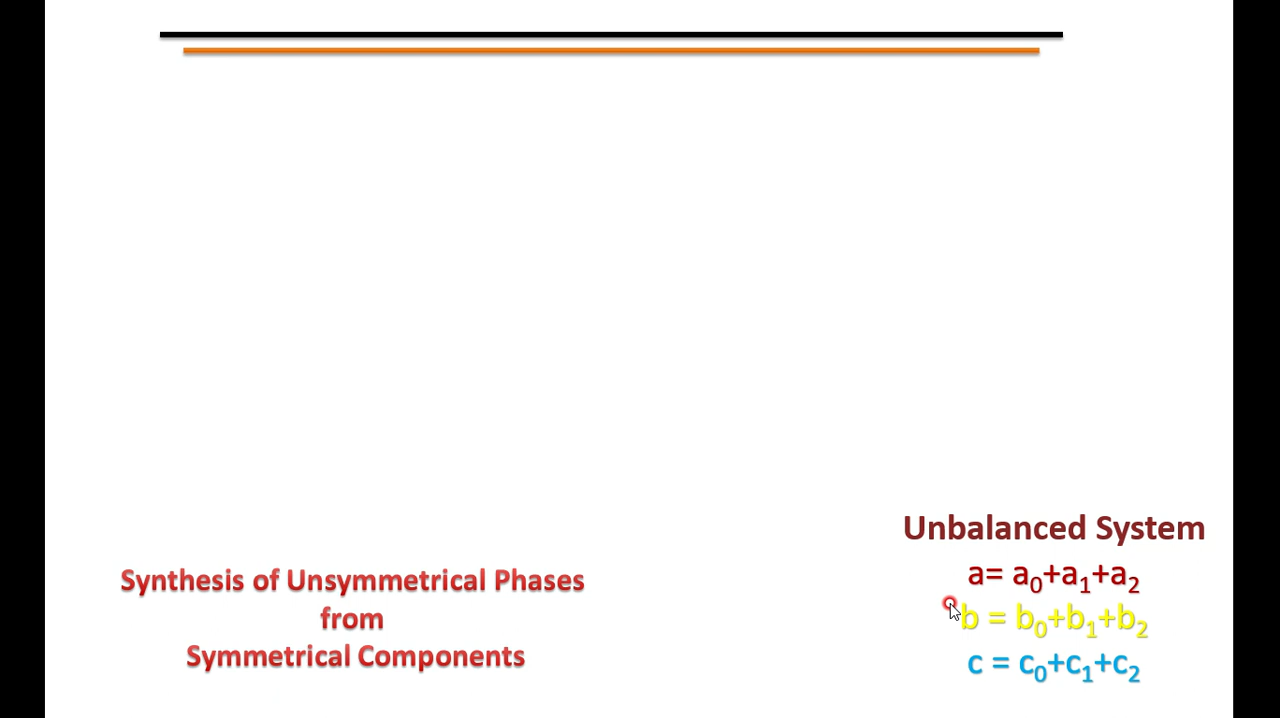 Unbalanced System
a= a₀+a₁+a₂
b = b₀+b₁+b₂
c = c₀+c₁+c₂
Synthesis of Unsymmetrical Phases
from
Symmetrical Components